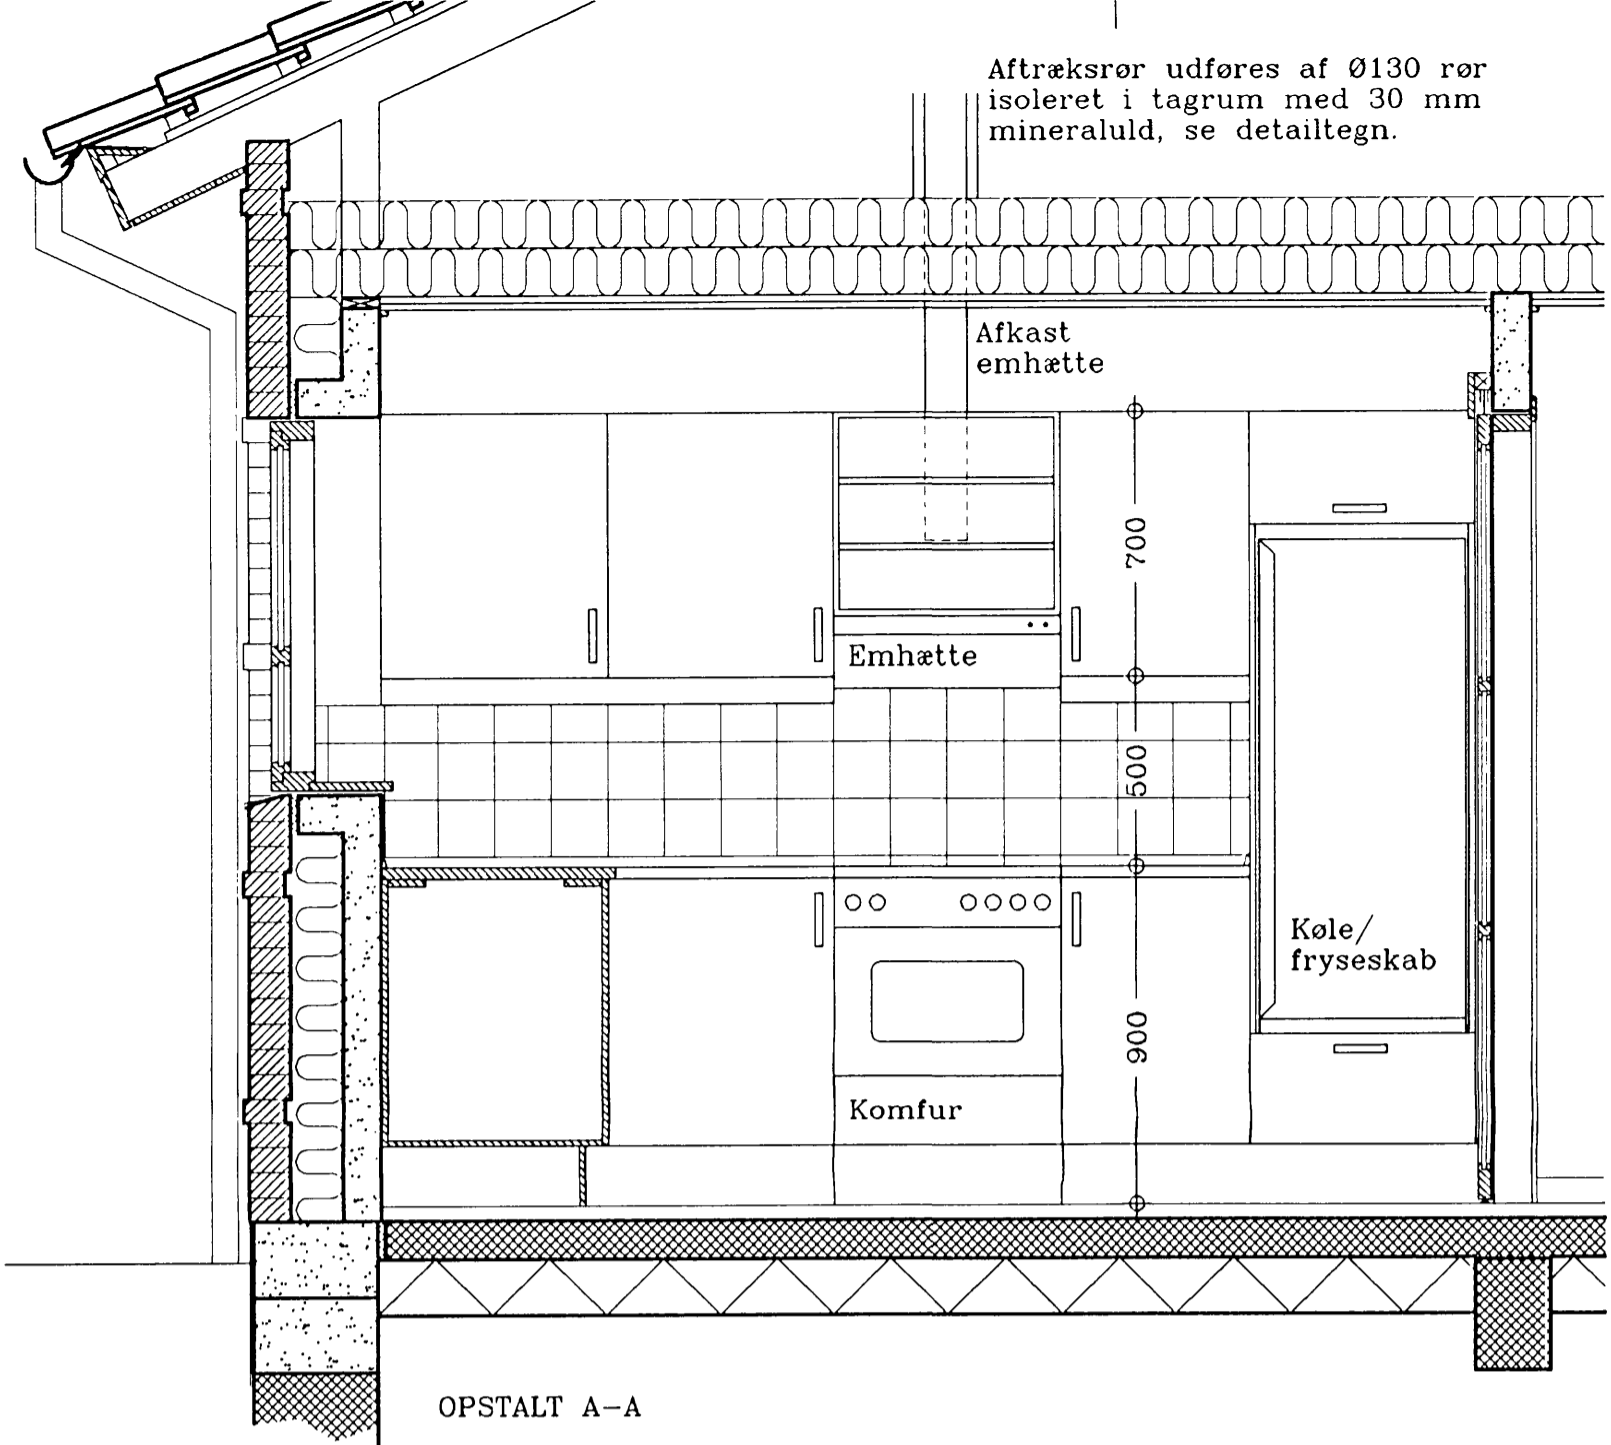 Aftræksrør udføres af Ø130 rør
isoleret i tagrum med 30 mm
mineraluld, se detailtegn.
Afkast
emhætte
700
Emhætte
500
Køle/
fryseskab
900
Komfur
OPSTALT A-A